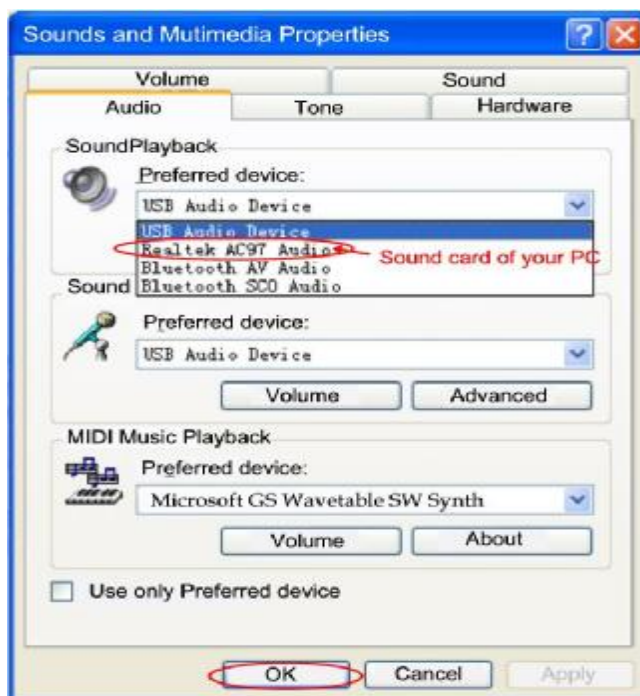 Sounds and Mutimedia Properties
Volume Sound
Audio Tone Hardware
SoundPlayback
Preferred device:
USB Audio Device
USB Audio Device
Realtek AC97 Audio
Sound card of your PC
Bluetooth AV Audio
Bluetooth SCO Audio
Sound
Preferred device:
USB Audio Device
Volume Advanced
MIDI Music Playback
Preferred device:
Microsoft GS Wavetable SW Synth
Volume About
Use only Preferred device
OK Cancel Apply